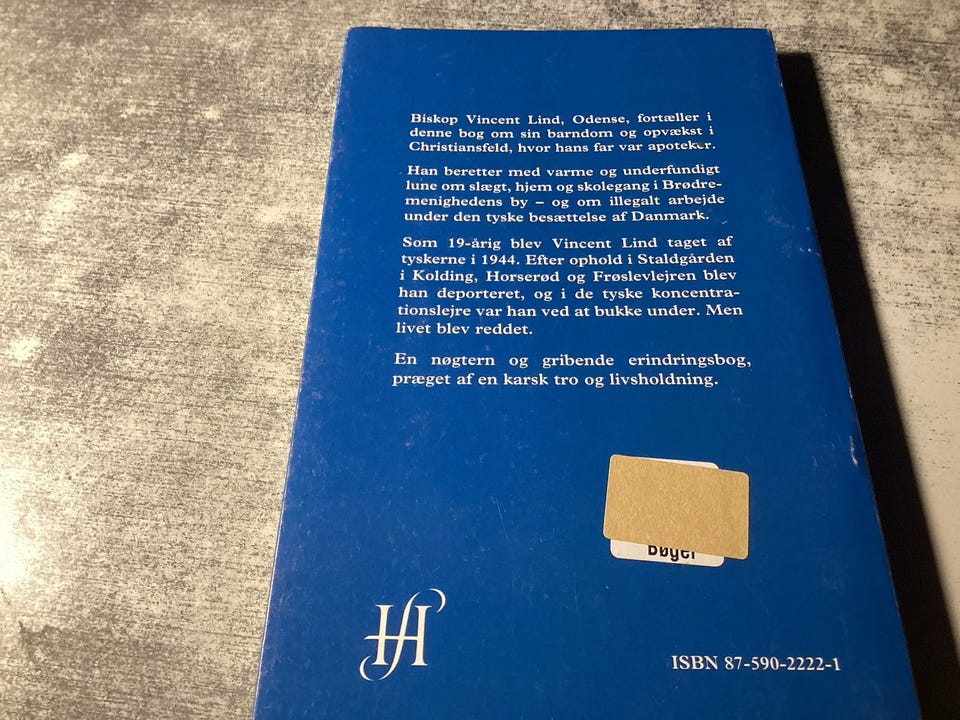 Biskop Vincent Lind, Odense, fortæller i
denne bog om sin barndom og opvækst i
Christiansfeld, hvor hans far var apoteker.
Han beretter med varme og underfundigt
lune om slægt, hjem og skolegang i Brødre-
menighedens by – og om illegalt arbejde
under den tyske besættelse af Danmark.
Som 19-årig blev Vincent Lind taget af
tyskerne i 1944. Efter ophold i Staldgården
i Kolding, Horserød og Frøslevlejren blev
han deporteret, og i de tyske koncentra-
tionslejre var han ved at bukke under. Men
livet blev reddet.
En nøgtern og gribende erindringsbog,
præget af en karsk tro og livsholdning.
Bøger
ISBN 87-590-2222-1